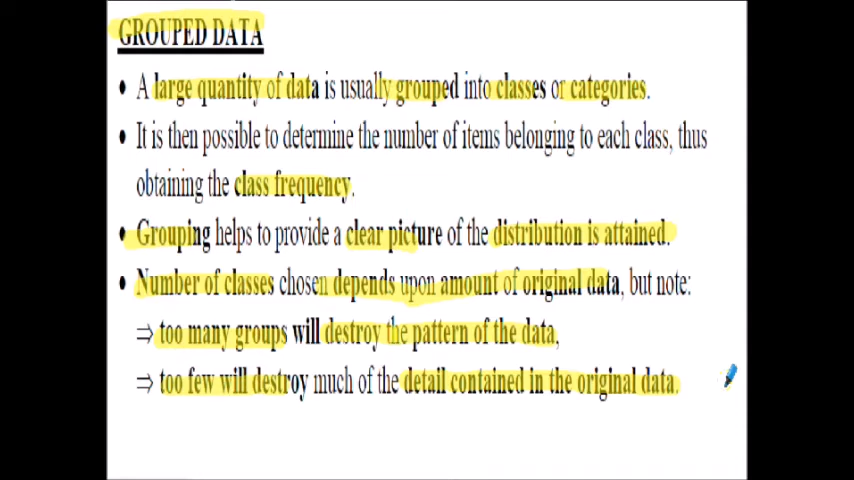 GROUPED DATA
• A large quantity of data is usually grouped into classes or categories.
• It is then possible to determine the number of items belonging to each class, thus
obtaining the class frequency.
• Grouping helps to provide a clear picture of the distribution is attained.
• Number of classes chosen depends upon amount of original data, but note:
⇒ too many groups will destroy the pattern of the data,
⇒ too few will destroy much of the detail contained in the original data.